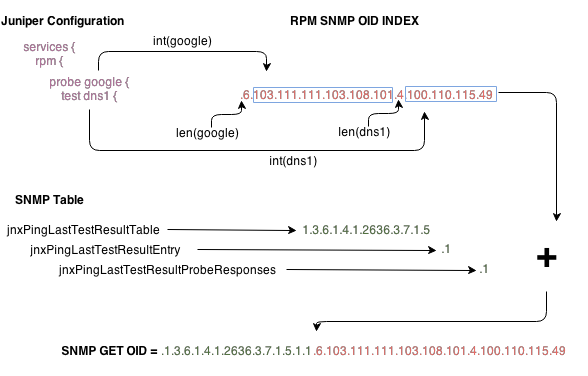 Juniper Configuration
RPM SNMP OID INDEX
int(google)
services {
rpm {
probe google {
test dns1 {
.6.103.111.111.103.108.101.4.100.110.115.49
len(google)
len(dns1)
int(dns1)
SNMP Table
jnxPingLastTestResultTable
1.3.6.1.4.1.2636.3.7.1.5
jnxPingLastTestResultEntry
.1
jnxPingLastTestResultProbeResponses
.1
+
SNMP GET OID = .1.3.6.1.4.1.2636.3.7.1.5.1.1.6.103.111.111.103.108.101.4.100.110.115.49